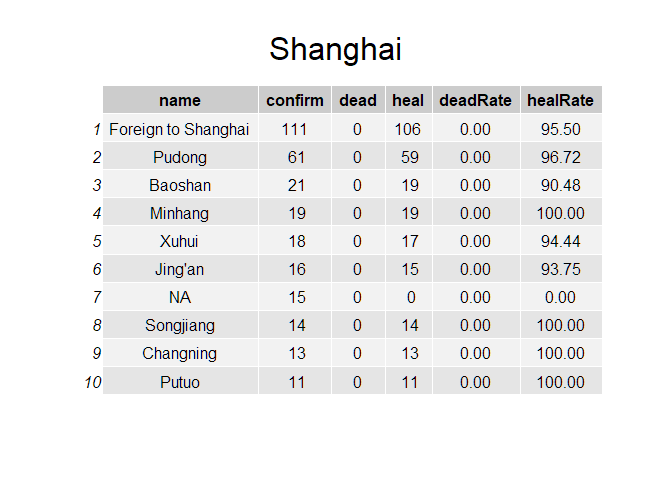 Shanghai
name confirm dead heal deadRate healRate
1 Foreign to Shanghai 111 0 106 0.00 95.50
2 Pudong 61 0 59 0.00 96.72
3 Baoshan 21 0 19 0.00 90.48
4 Minhang 19 0 19 0.00 100.00
5 Xuhui 18 0 17 0.00 94.44
6 Jing'an 16 0 15 0.00 93.75
7 NA 15 0 0 0.00 0.00
8 Songjiang 14 0 14 0.00 100.00
9 Changning 13 0 13 0.00 100.00
10 Putuo 11 0 11 0.00 100.00